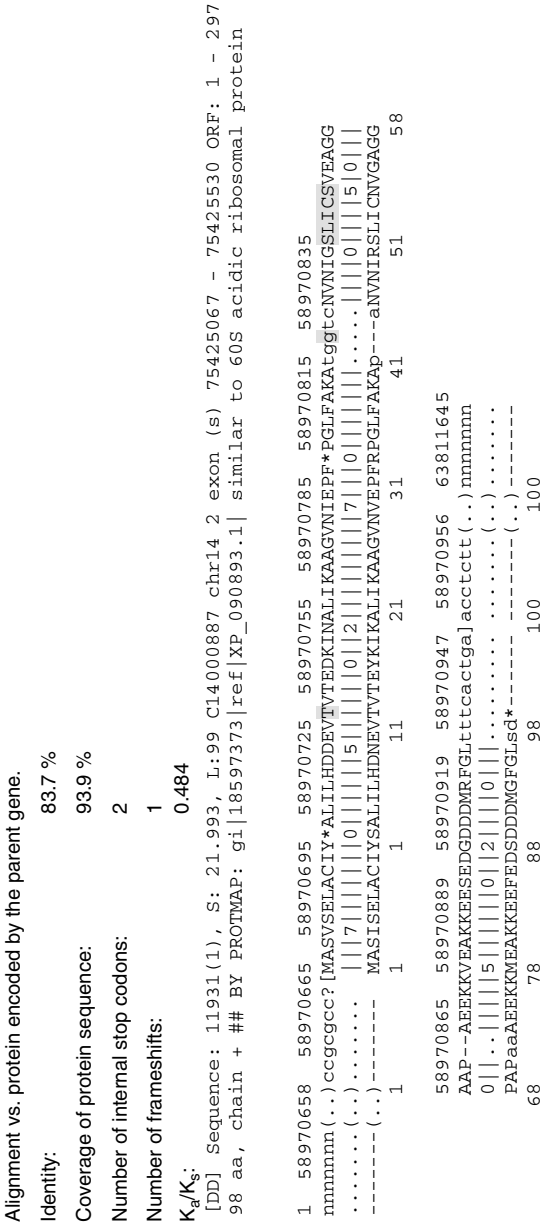 Alignment vs. protein encoded by the parent gene.
Identity: 83.7 %
Coverage of protein sequence: 93.9 %
Number of internal stop codons: 2
Number of frameshifts: 1
Ka/Ks: 0.484
[DD] Sequence: 11931(1), S: 21.993, L:99 C14000887 chr14 2 exon (s) 75425067 - 75425530 ORF: 1 - 297
98 aa, chain + ## BY PROTMAP: gi|18597373|ref|XP_090893.1| similar to 60S acidic ribosomal protein
1 58970658 58970665 58970695 58970725 58970755 58970785 58970815 58970835
nnnnnnn(..)ccgcgcc?[MASVSELACIY*ALILHDDEVTVTEDKINALIKAAGVNIEPF*PGLFAKAtggtcNVNIGSLICSVEAGG
.......(..)....... |||7|||||||0||||||5||||||0||2||||||||||7|||0||||||||.....||||0||||5|0|||
-------(..)------- MASISELACIYSALILHDNEVTVTEYKIKALIKAAGVNVEPFRPGLFAKAp---aNVNIRSLICNVGAGG
1 1 1 11 21 31 41 51 58
58970865 58970889 58970919 58970947 58970956 63811645
AAP--AEEKKVEAKKEESEDGDDDMRFGLtttcactga]acctctt(..)nnnnnnn
0||..|||||5|||||||0||2||||0|||.......... .......(..).......
PAPaaAEEKKMEAKKEEFEDSDDDMGFGLsd*------ -------(..)-------
68 78 88 98 100 100